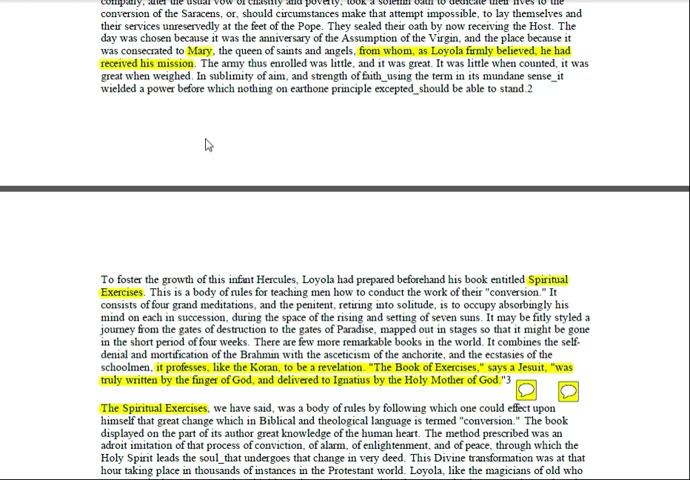 company, after the usual vow of chastity and poverty, took a solemn oath to dedicate their lives to the
conversion of the Saracens, or, should circumstances make that attempt impossible, to lay themselves and
their services unreservedly at the feet of the Pope. They sealed their oath by now receiving the Host. The
day was chosen because it was the anniversary of the Assumption of the Virgin, and the place because it
was consecrated to Mary, the queen of saints and angels, from whom, as Loyola firmly believed, he had
received his mission. The army thus enrolled was little, and it was great. It was little when counted, it was
great when weighed. In sublimity of aim, and strength of faith_using the term in its mundane sense_it
wielded a power before which nothing on earthone principle excepted_should be able to stand.2
To foster the growth of this infant Hercules, Loyola had prepared beforehand his book entitled Spiritual
Exercises. This is a body of rules for teaching men how to conduct the work of their "conversion." It
consists of four grand meditations, and the penitent, retiring into solitude, is to occupy absorbingly his
mind on each in succession, during the space of the rising and setting of seven suns. It may be fitly styled a
journey from the gates of destruction to the gates of Paradise, mapped out in stages so that it might be gone
in the short period of four weeks. There are few more remarkable books in the world. It combines the self-
denial and mortification of the Brahmin with the asceticism of the anchorite, and the ecstasies of the
schoolmen, it professes, like the Koran, to be a revelation. "The Book of Exercises," says a Jesuit, "was
truly written by the finger of God, and delivered to Ignatius by the Holy Mother of God."3
The Spiritual Exercises, we have said, was a body of rules by following which one could effect upon
himself that great change which in Biblical and theological language is termed "conversion." The book
displayed on the part of its author great knowledge of the human heart. The method prescribed was an
adroit imitation of that process of conviction, of alarm, of enlightenment, and of peace, through which the
Holy Spirit leads the soul_that undergoes that change in very deed. This Divine transformation was at that
hour taking place in thousands of instances in the Protestant world. Loyola, like the magicians of old who